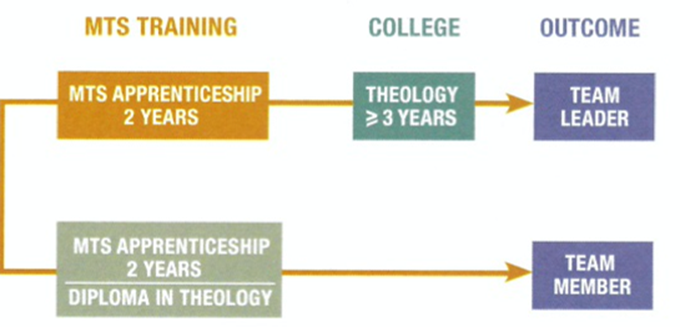 MTS TRAINING
COLLEGE
OUTCOME
MTS APPRENTICESHIP
2 YEARS
THEOLOGY
⩾ 3 YEARS
TEAM
LEADER
MTS APPRENTICESHIP
2 YEARS
DIPLOMA IN THEOLOGY
TEAM
MEMBER